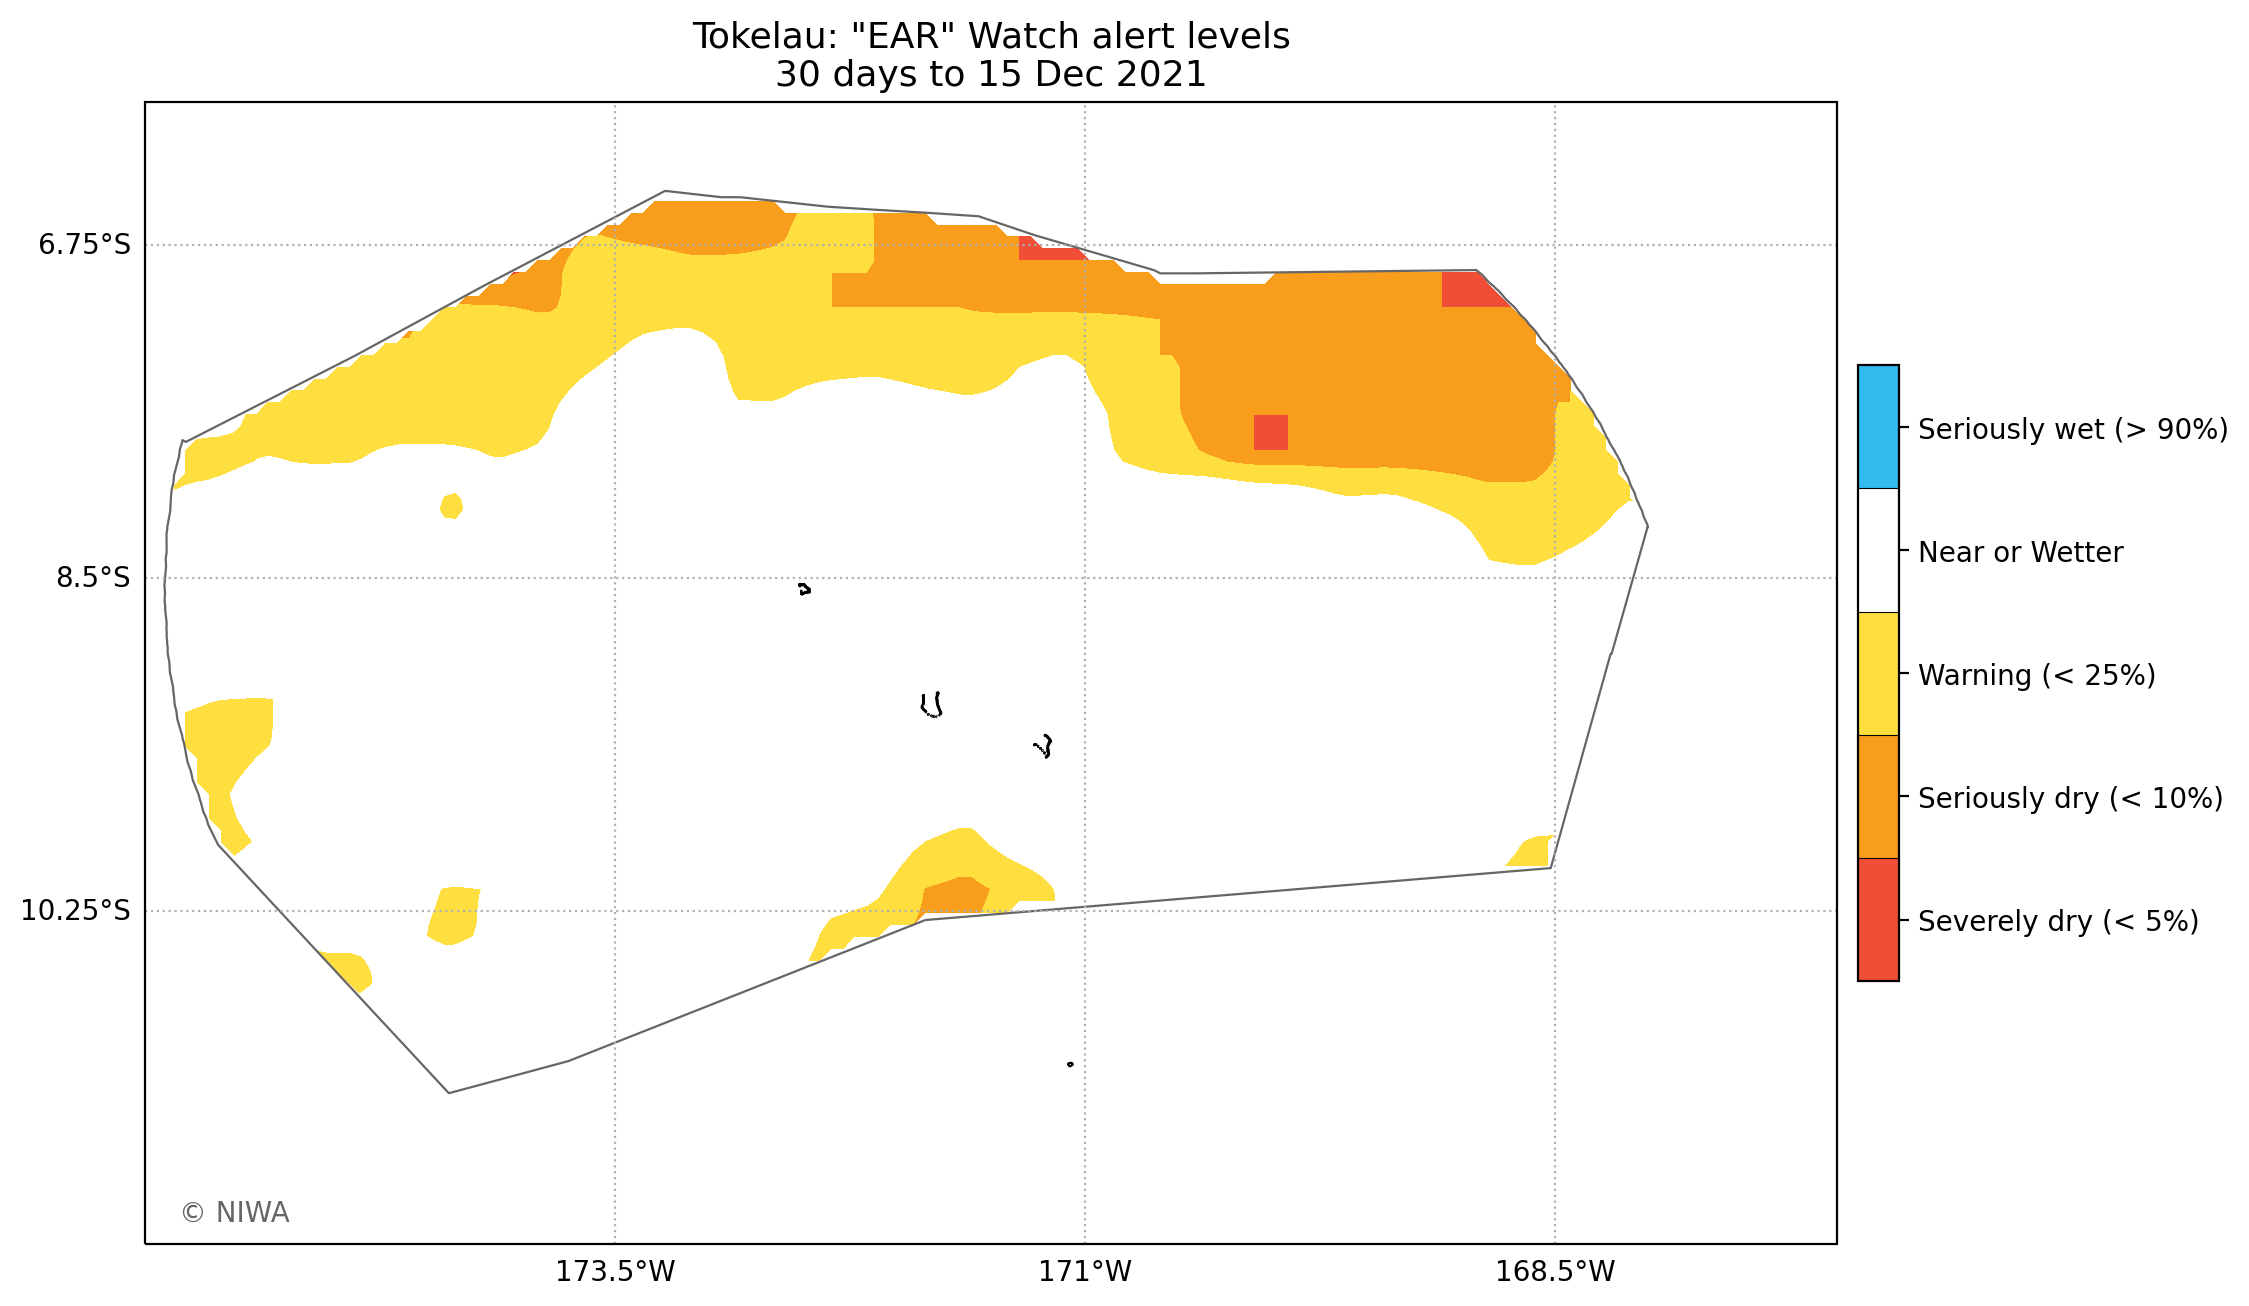 Tokelau: "EAR" Watch alert levels
30 days to 15 Dec 2021
6.75°S
8.5°S
10.25°S
173.5°W
171°W
168.5°W
Seriously wet (> 90%)
Near or Wetter
Warning (< 25%)
Seriously dry (< 10%)
Severely dry (< 5%)
© NIWA